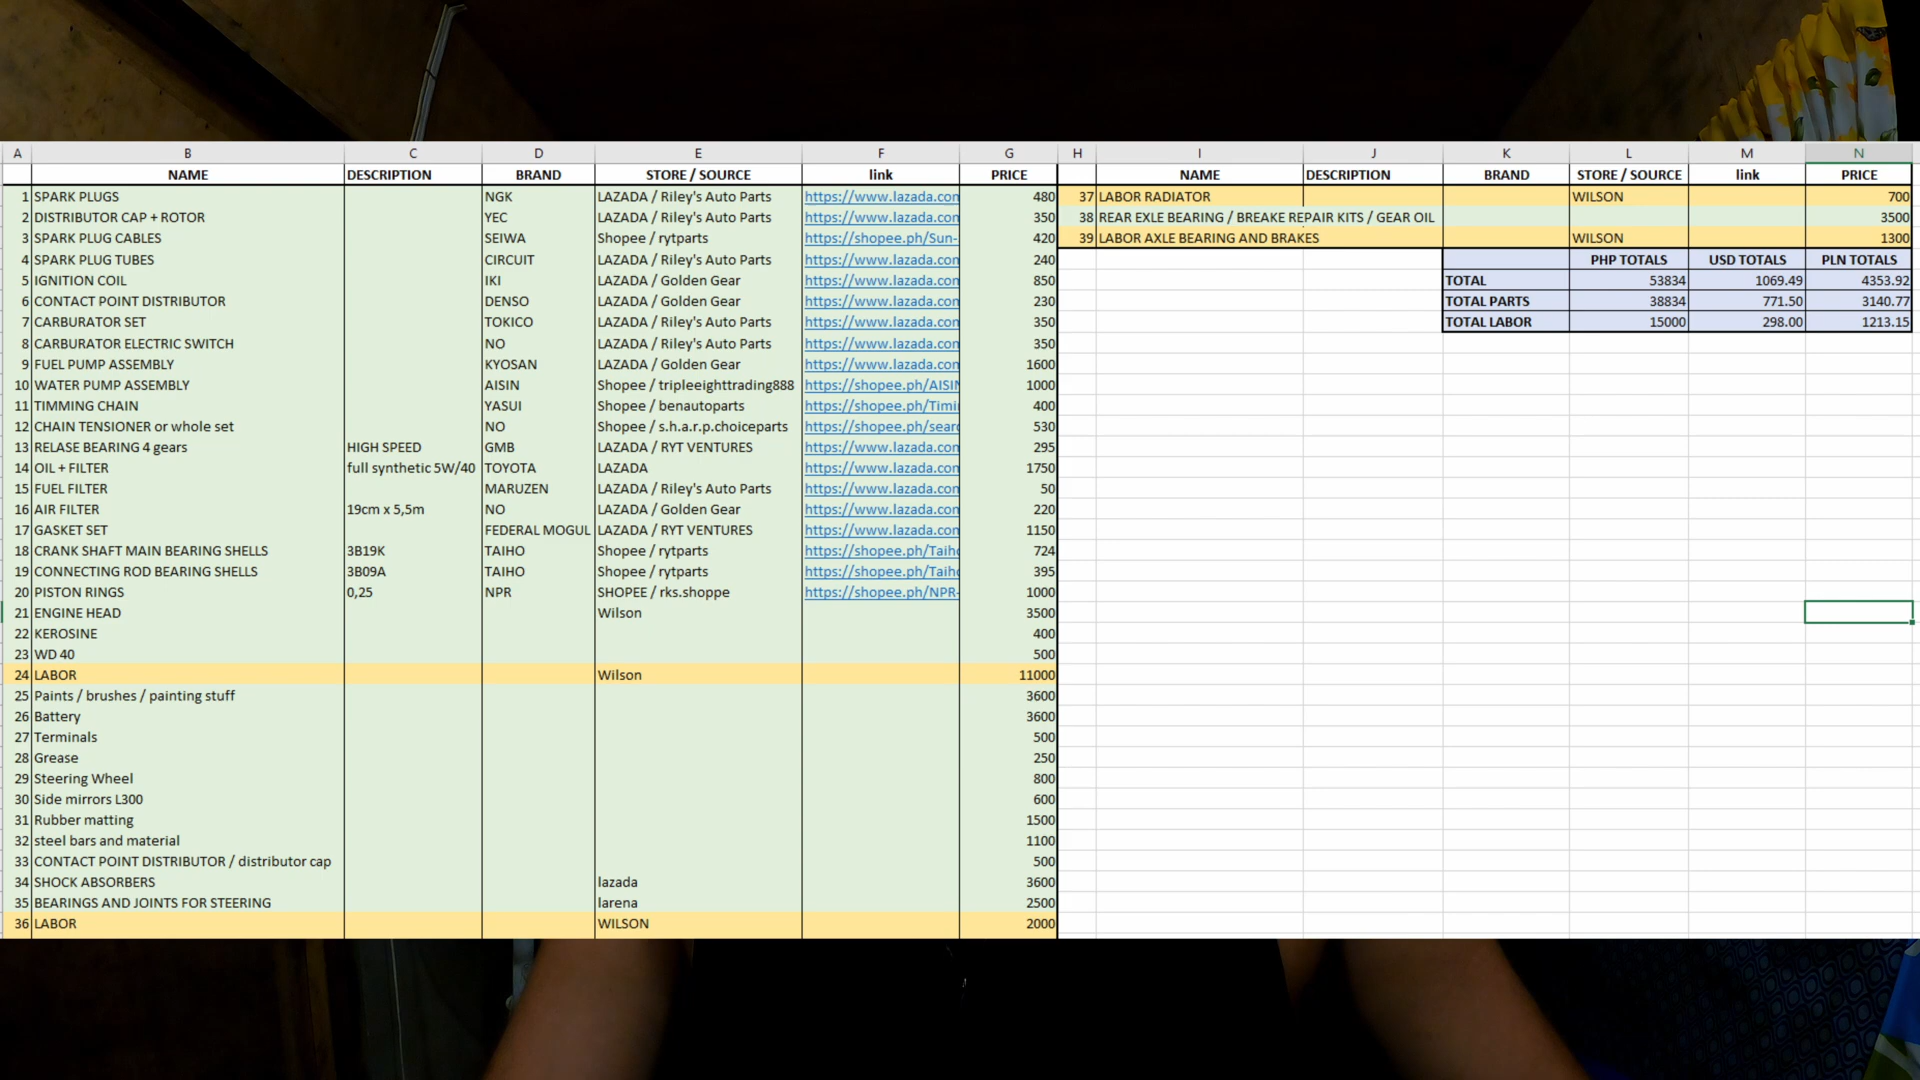 A B C D E F G H I J K L M N
NAME DESCRIPTION BRAND STORE / SOURCE link PRICE NAME DESCRIPTION BRAND STORE / SOURCE link PRICE
1 SPARK PLUGS NGK LAZADA / Riley's Auto Parts https://www.lazada.com 480 37 LABOR RADIATOR WILSON 700
2 DISTRIBUTOR CAP + ROTOR YEC LAZADA / Riley's Auto Parts https://www.lazada.com 350 38 REAR EXLE BEARING / BREAKE REPAIR KITS / GEAR OIL 3500
3 SPARK PLUG CABLES SEIWA Shopee / rytparts https://shopee.ph/Sun- 420 39 LABOR AXLE BEARING AND BRAKES WILSON 1300
4 SPARK PLUG TUBES CIRCUIT LAZADA / Riley's Auto Parts https://www.lazada.com 240 PHP TOTALS USD TOTALS PLN TOTALS
5 IGNITION COIL IKI LAZADA / Golden Gear https://www.lazada.com 850 TOTAL 53834 1069.49 4353.92
6 CONTACT POINT DISTRIBUTOR DENSO LAZADA / Golden Gear https://www.lazada.com 230 TOTAL PARTS 38834 771.50 3140.77
7 CARBURATOR SET TOKICO LAZADA / Riley's Auto Parts https://www.lazada.com 350 TOTAL LABOR 15000 298.00 1213.15
8 CARBURATOR ELECTRIC SWITCH NO LAZADA / Riley's Auto Parts https://www.lazada.com 350
9 FUEL PUMP ASSEMBLY KYOSAN LAZADA / Golden Gear https://www.lazada.com 1600
10 WATER PUMP ASSEMBLY AISIN Shopee / tripleeighttrading888 https://shopee.ph/AISIN 1000
11 TIMMING CHAIN YASUI Shopee / benautoparts https://shopee.ph/Timi 400
12 CHAIN TENSIONER or whole set NO Shopee / s.h.a.r.p.choiceparts https://shopee.ph/sear 530
13 RELASE BEARING 4 gears HIGH SPEED GMB LAZADA / RYT VENTURES https://www.lazada.com 295
14 OIL + FILTER full synthetic 5W/40 TOYOTA LAZADA https://www.lazada.com 1750
15 FUEL FILTER MARUZEN LAZADA / Riley's Auto Parts https://www.lazada.com 50
16 AIR FILTER 19cm x 5,5m NO LAZADA / Golden Gear https://www.lazada.com 220
17 GASKET SET FEDERAL MOGUL LAZADA / RYT VENTURES https://www.lazada.com 1150
18 CRANK SHAFT MAIN BEARING SHELLS 3B19K TAIHO Shopee / rytparts https://shopee.ph/Taiho 724
19 CONNECTING ROD BEARING SHELLS 3B09A TAIHO Shopee / rytparts https://shopee.ph/Taiho 395
20 PISTON RINGS 0,25 NPR SHOPEE / rks.shoppe https://shopee.ph/NPR- 1000
21 ENGINE HEAD Wilson 3500
22 KEROSINE 400
23 WD 40 500
24 LABOR Wilson 11000
25 Paints / brushes / painting stuff 3600
26 Battery 3600
27 Terminals 500
28 Grease 250
29 Steering Wheel 800
30 Side mirrors L300 600
31 Rubber matting 1500
32 steel bars and material 1100
33 CONTACT POINT DISTRIBUTOR / distributor cap 500
34 SHOCK ABSORBERS lazada 3600
35 BEARINGS AND JOINTS FOR STEERING larena 2500
36 LABOR WILSON 2000